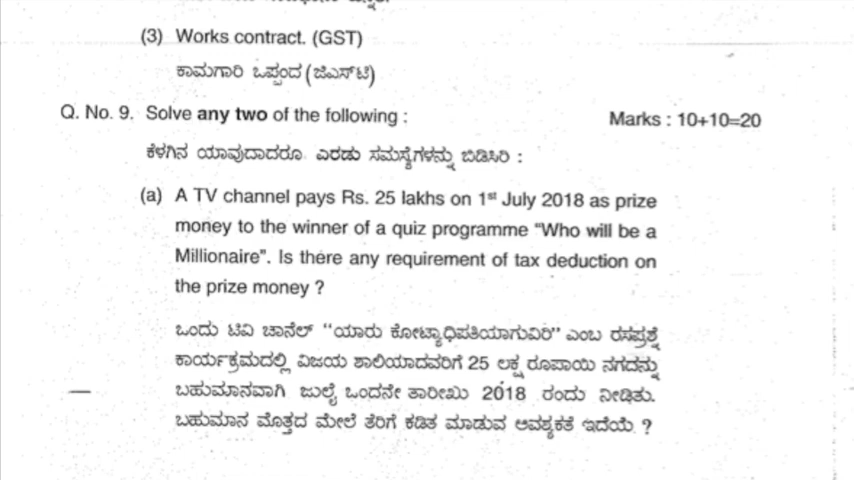 (3) Works contract. (GST)
ಕಾಮಗಾರಿ ಒಪ್ಪಂದ (ಜಿಎಸ್‌ಟಿ)
Q. No. 9. Solve any two of the following : Marks : 10+10=20
ಕೆಳಗಿನ ಯಾವುದಾದರೂ ಎರಡು ಸಮಸ್ಯೆಗಳನ್ನು ಬಿಡಿಸಿರಿ :
(a) A TV channel pays Rs. 25 lakhs on 1st July 2018 as prize
money to the winner of a quiz programme “Who will be a
Millionaire”. Is there any requirement of tax deduction on
the prize money ?
ಒಂದು ಟಿವಿ ಚಾನೆಲ್ “ಯಾರು ಕೋಟ್ಯಾಧಿಪತಿಯಾಗುವಿರಿ” ಎಂಬ ರಸಪ್ರಶ್ನೆ
ಕಾರ್ಯಕ್ರಮದಲ್ಲಿ ವಿಜಯ ಶಾಲಿಯಾದವರಿಗೆ 25 ಲಕ್ಷ ರೂಪಾಯಿ ನಗದನ್ನು
ಬಹುಮಾನವಾಗಿ ಜುಲೈ ಒಂದನೇ ತಾರೀಖು 2018 ರಂದು ನೀಡಿತು.
ಬಹುಮಾನ ಮೊತ್ತದ ಮೇಲೆ ತೆರಿಗೆ ಕಡಿತ ಮಾಡುವ ಅವಶ್ಯಕತೆ ಇದೆಯೆ ?